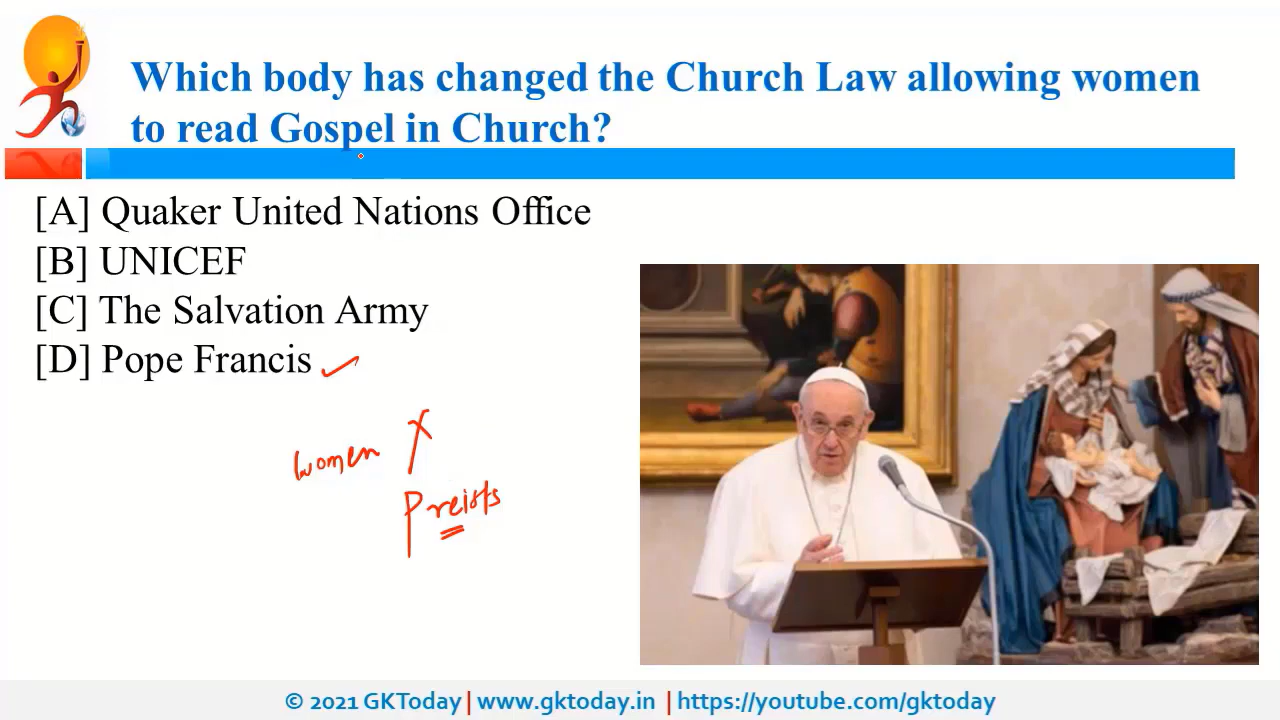 Which body has changed the Church Law allowing women
to read Gospel in Church?
[A] Quaker United Nations Office
[B] UNICEF
[C] The Salvation Army
[D] Pope Francis
women
Preists
© 2021 GKToday | www.gktoday.in | https://youtube.com/gktoday